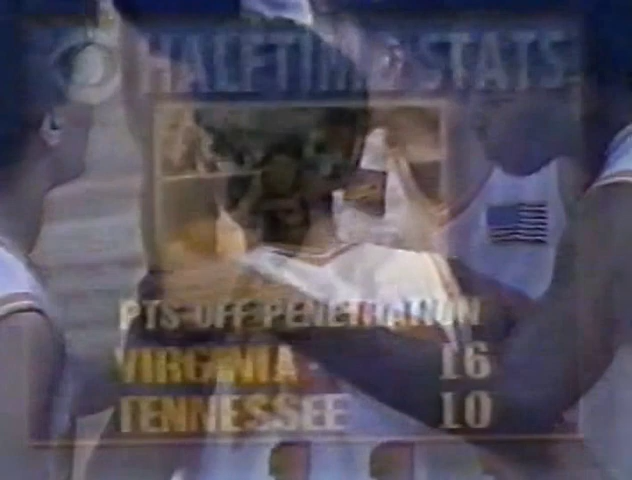 HALFTIME STATS
PTS OFF PENETRATION
VIRGINIA 16
TENNESSEE 10